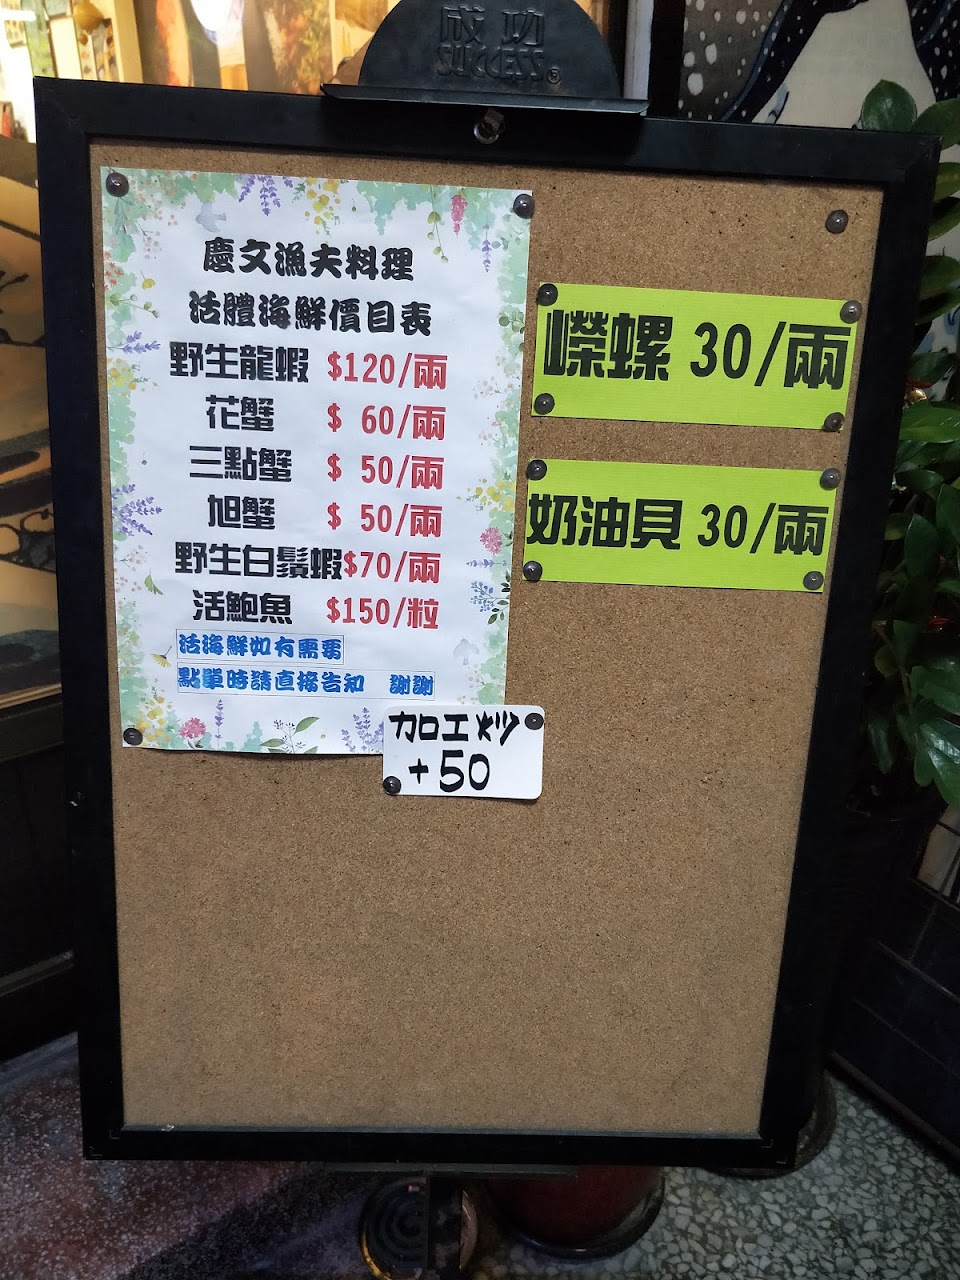 成功
SUCCESS®
慶文漁夫料理
活體海鮮價目表
野生龍蝦 $120/兩
花蟹 $ 60/兩
三點蟹 $ 50/兩
旭蟹 $ 50/兩
野生白鬚蝦$70/兩
活鮑魚 $150/粒
活海鮮如有需要
點單時請直接告知 謝謝
加工炒
+50
嶸螺 30/兩
奶油貝 30/兩